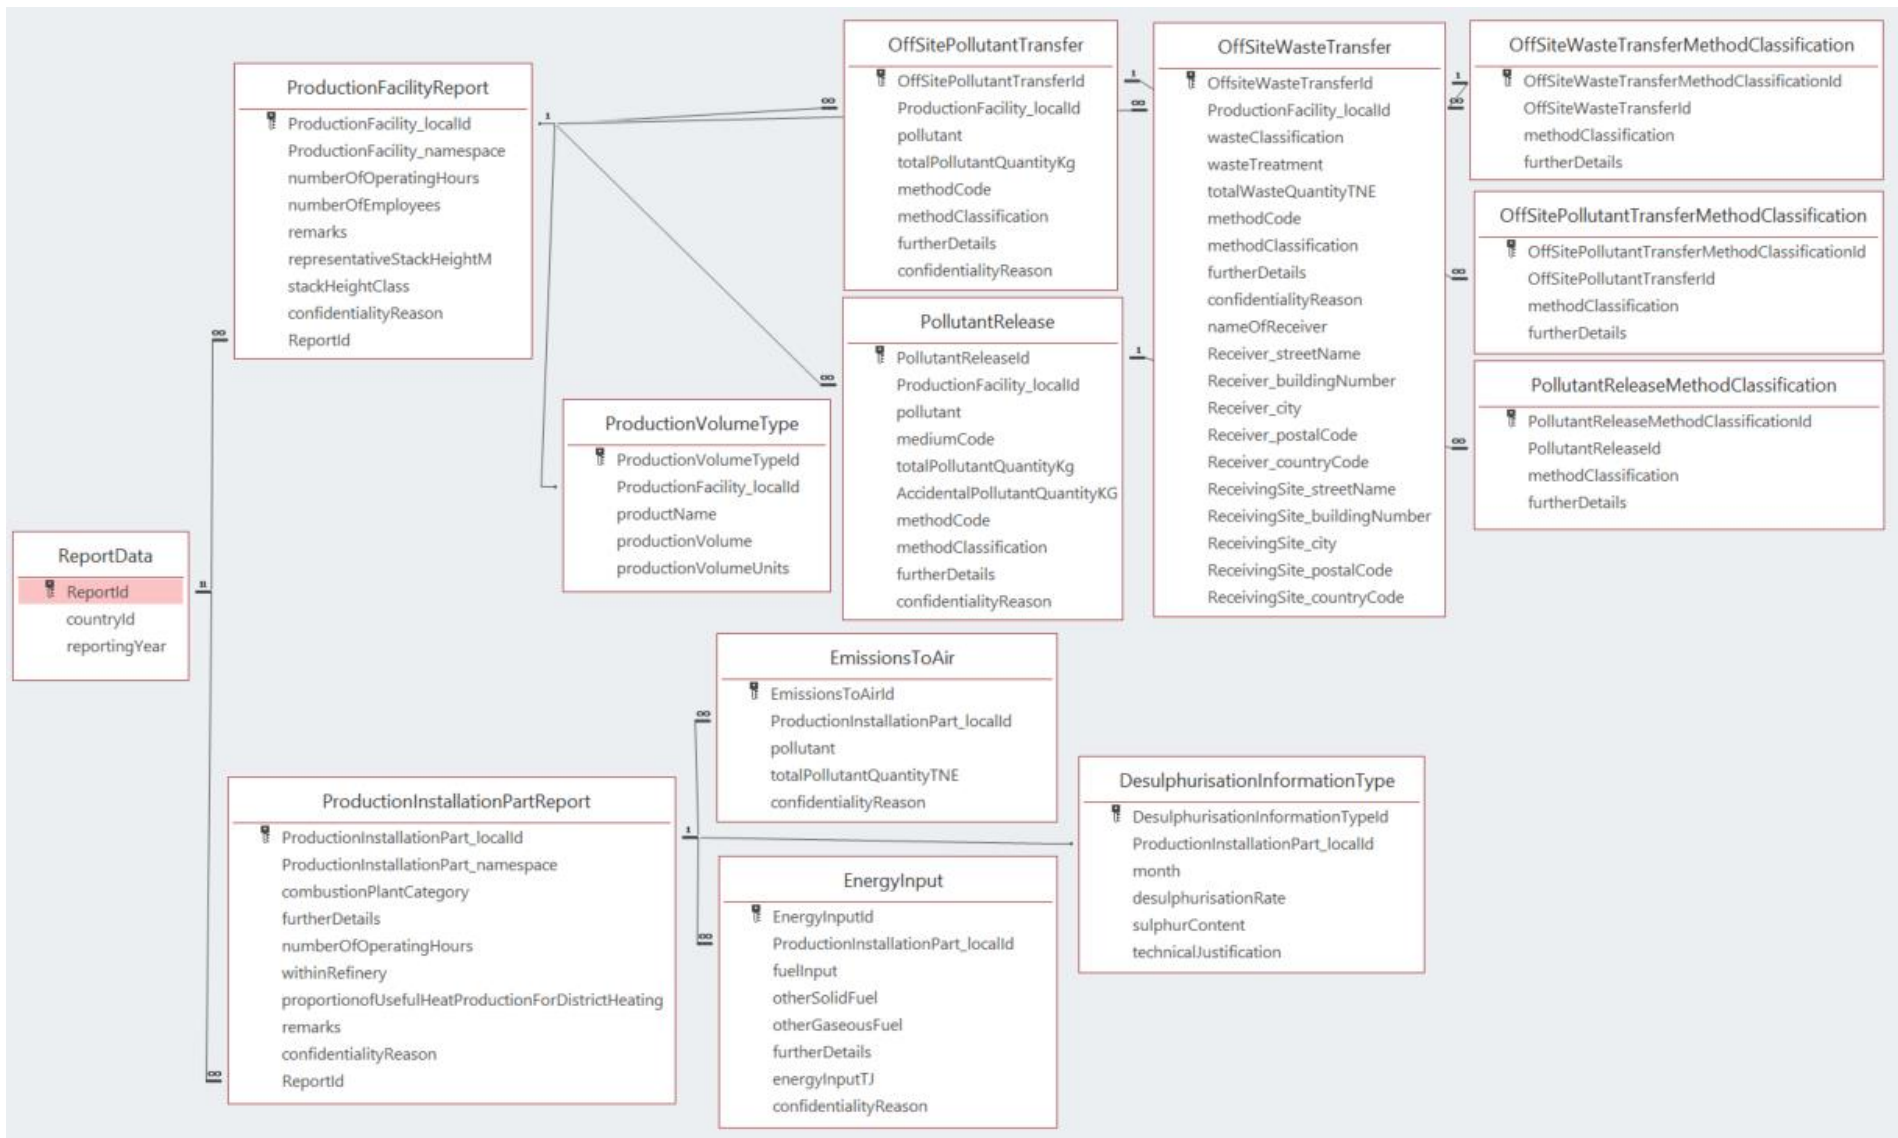 ProductionFacilityReport
ProductionFacility_localId
ProductionFacility_namespace
numberOfOperatingHours
numberOfEmployees
remarks
representativeStackHeightM
stackHeightClass
confidentialityReason
ReportId
OffSitePollutantTransfer
OffSitePollutantTransferId
ProductionFacility_localId
pollutant
totalPollutantQuantityKg
methodCode
methodClassification
furtherDetails
confidentialityReason
OffSiteWasteTransfer
OffsiteWasteTransferId
ProductionFacility_localId
wasteClassification
wasteTreatment
totalWasteQuantityTNE
methodCode
methodClassification
furtherDetails
confidentialityReason
nameOfReceiver
Receiver_streetName
Receiver_buildingNumber
Receiver_city
Receiver_postalCode
Receiver_countryCode
ReceivingSite_streetName
ReceivingSite_buildingNumber
ReceivingSite_city
ReceivingSite_postalCode
ReceivingSite_countryCode
OffSiteWasteTransferMethodClassification
OffSiteWasteTransferMethodClassificationId
OffSiteWasteTransferId
methodClassification
furtherDetails
OffSitePollutantTransferMethodClassification
OffSitePollutantTransferMethodClassificationId
OffSitePollutantTransferId
methodClassification
furtherDetails
PollutantReleaseMethodClassification
PollutantReleaseMethodClassificationId
PollutantReleaseId
methodClassification
furtherDetails
PollutantRelease
PollutantReleaseId
ProductionFacility_localId
pollutant
mediumCode
totalPollutantQuantityKg
AccidentalPollutantQuantityKG
methodCode
methodClassification
furtherDetails
confidentialityReason
ProductionVolumeType
ProductionVolumeTypeId
ProductionFacility_localId
productName
productionVolume
productionVolumeUnits
ReportData
ReportId
countryId
reportingYear
EmissionsToAir
EmissionsToAirId
ProductionInstallationPart_localId
pollutant
totalPollutantQuantityTNE
confidentialityReason
ProductionInstallationPartReport
ProductionInstallationPart_localId
ProductionInstallationPart_namespace
combustionPlantCategory
furtherDetails
numberOfOperatingHours
withinRefinery
proportionofUsefulHeatProductionForDistrictHeating
remarks
confidentialityReason
ReportId
EnergyInput
EnergyInputId
ProductionInstallationPart_localId
fuelInput
otherSolidFuel
otherGaseousFuel
furtherDetails
energyInputTJ
confidentialityReason
DesulphurisationInformationType
DesulphurisationInformationTypeId
ProductionInstallationPart_localId
month
desulphurisationRate
sulphurContent
technicalJustification
1
∞
∞
∞
1
∞
1
∞
1
∞
∞
∞
∞
1
∞
∞